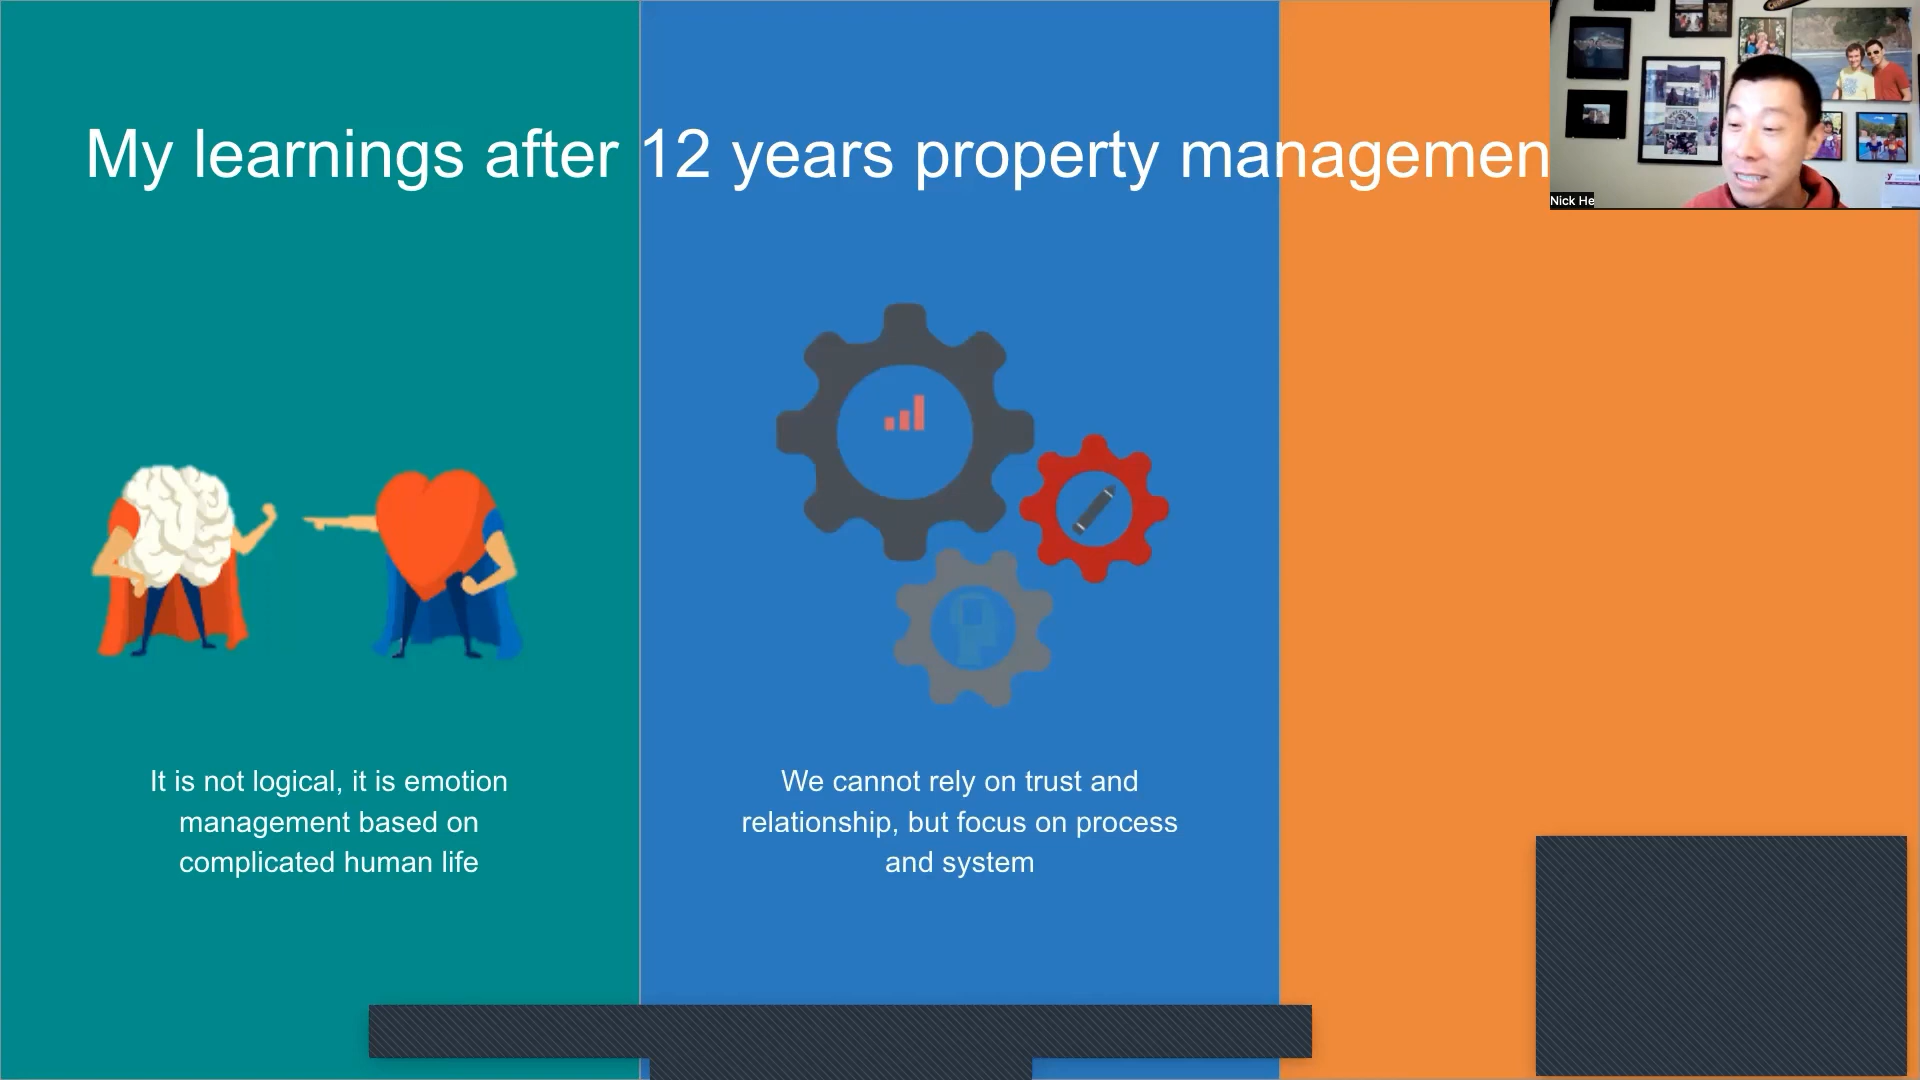 My learnings after 12 years property managemen
Nick He
It is not logical, it is emotion
management based on
complicated human life
We cannot rely on trust and
relationship, but focus on process
and system